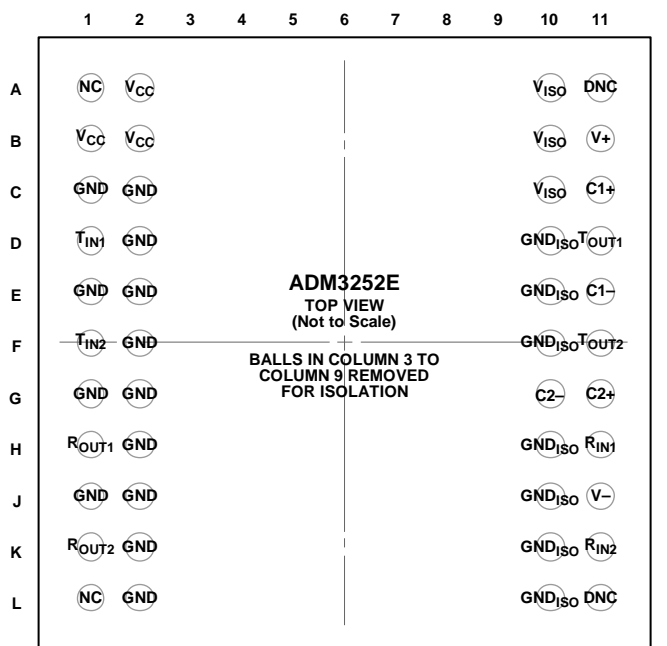 1 2 3 4 5 6 7 8 9 10 11
A NC VCC VISO DNC
B VCC VCC VISO V+
C GND GND VISO C1+
D TIN1 GND GNDISO TOUT1
E GND GND GNDISO C1–
ADM3252E
TOP VIEW
(Not to Scale)
F TIN2 GND GNDISO TOUT2
BALLS IN COLUMN 3 TO
COLUMN 9 REMOVED
FOR ISOLATION
G GND GND C2– C2+
H ROUT1 GND GNDISO RIN1
J GND GND GNDISO V–
K ROUT2 GND GNDISO RIN2
L NC GND GNDISO DNC